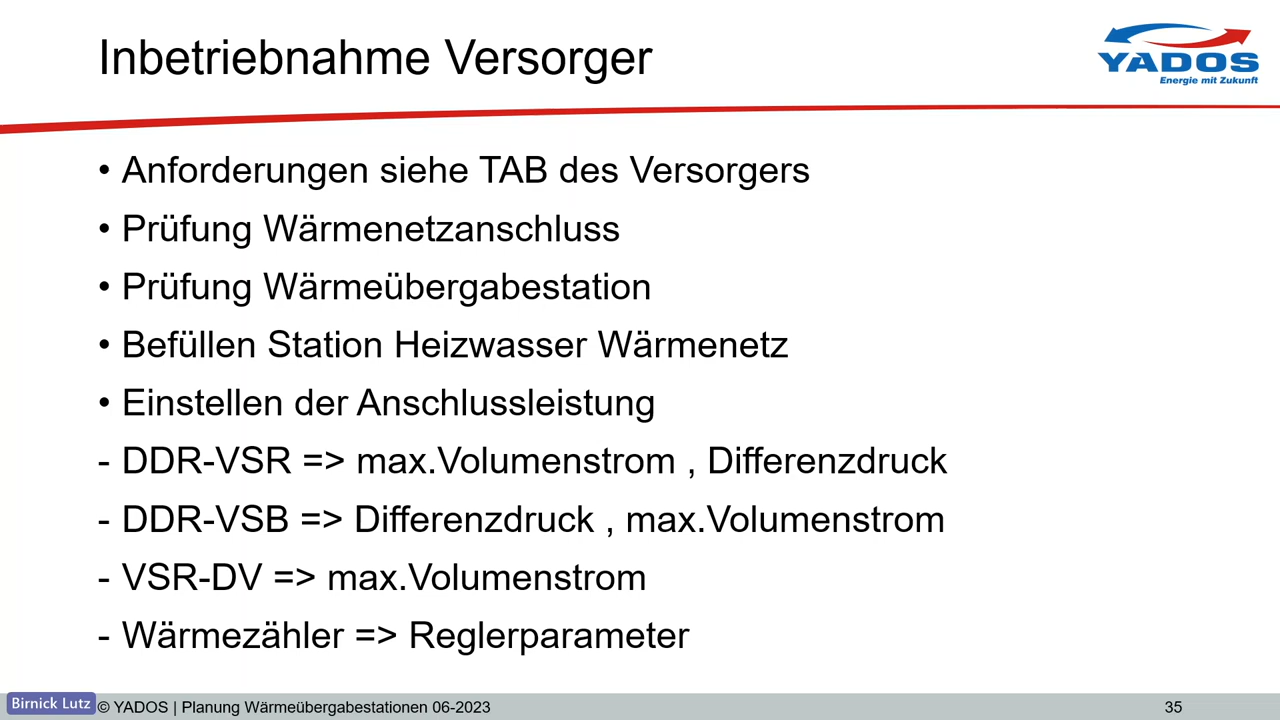 Inbetriebnahme Versorger
YADOS
Energie mit Zukunft
• Anforderungen siehe TAB des Versorgers
• Prüfung Wärmenetzanschluss
• Prüfung Wärmeübergabestation
• Befüllen Station Heizwasser Wärmenetz
• Einstellen der Anschlussleistung
- DDR-VSR => max.Volumenstrom , Differenzdruck
- DDR-VSB => Differenzdruck , max.Volumenstrom
- VSR-DV => max.Volumenstrom
- Wärmezähler => Reglerparameter
Birnick Lutz
© YADOS | Planung Wärmeübergabestationen 06-2023
35